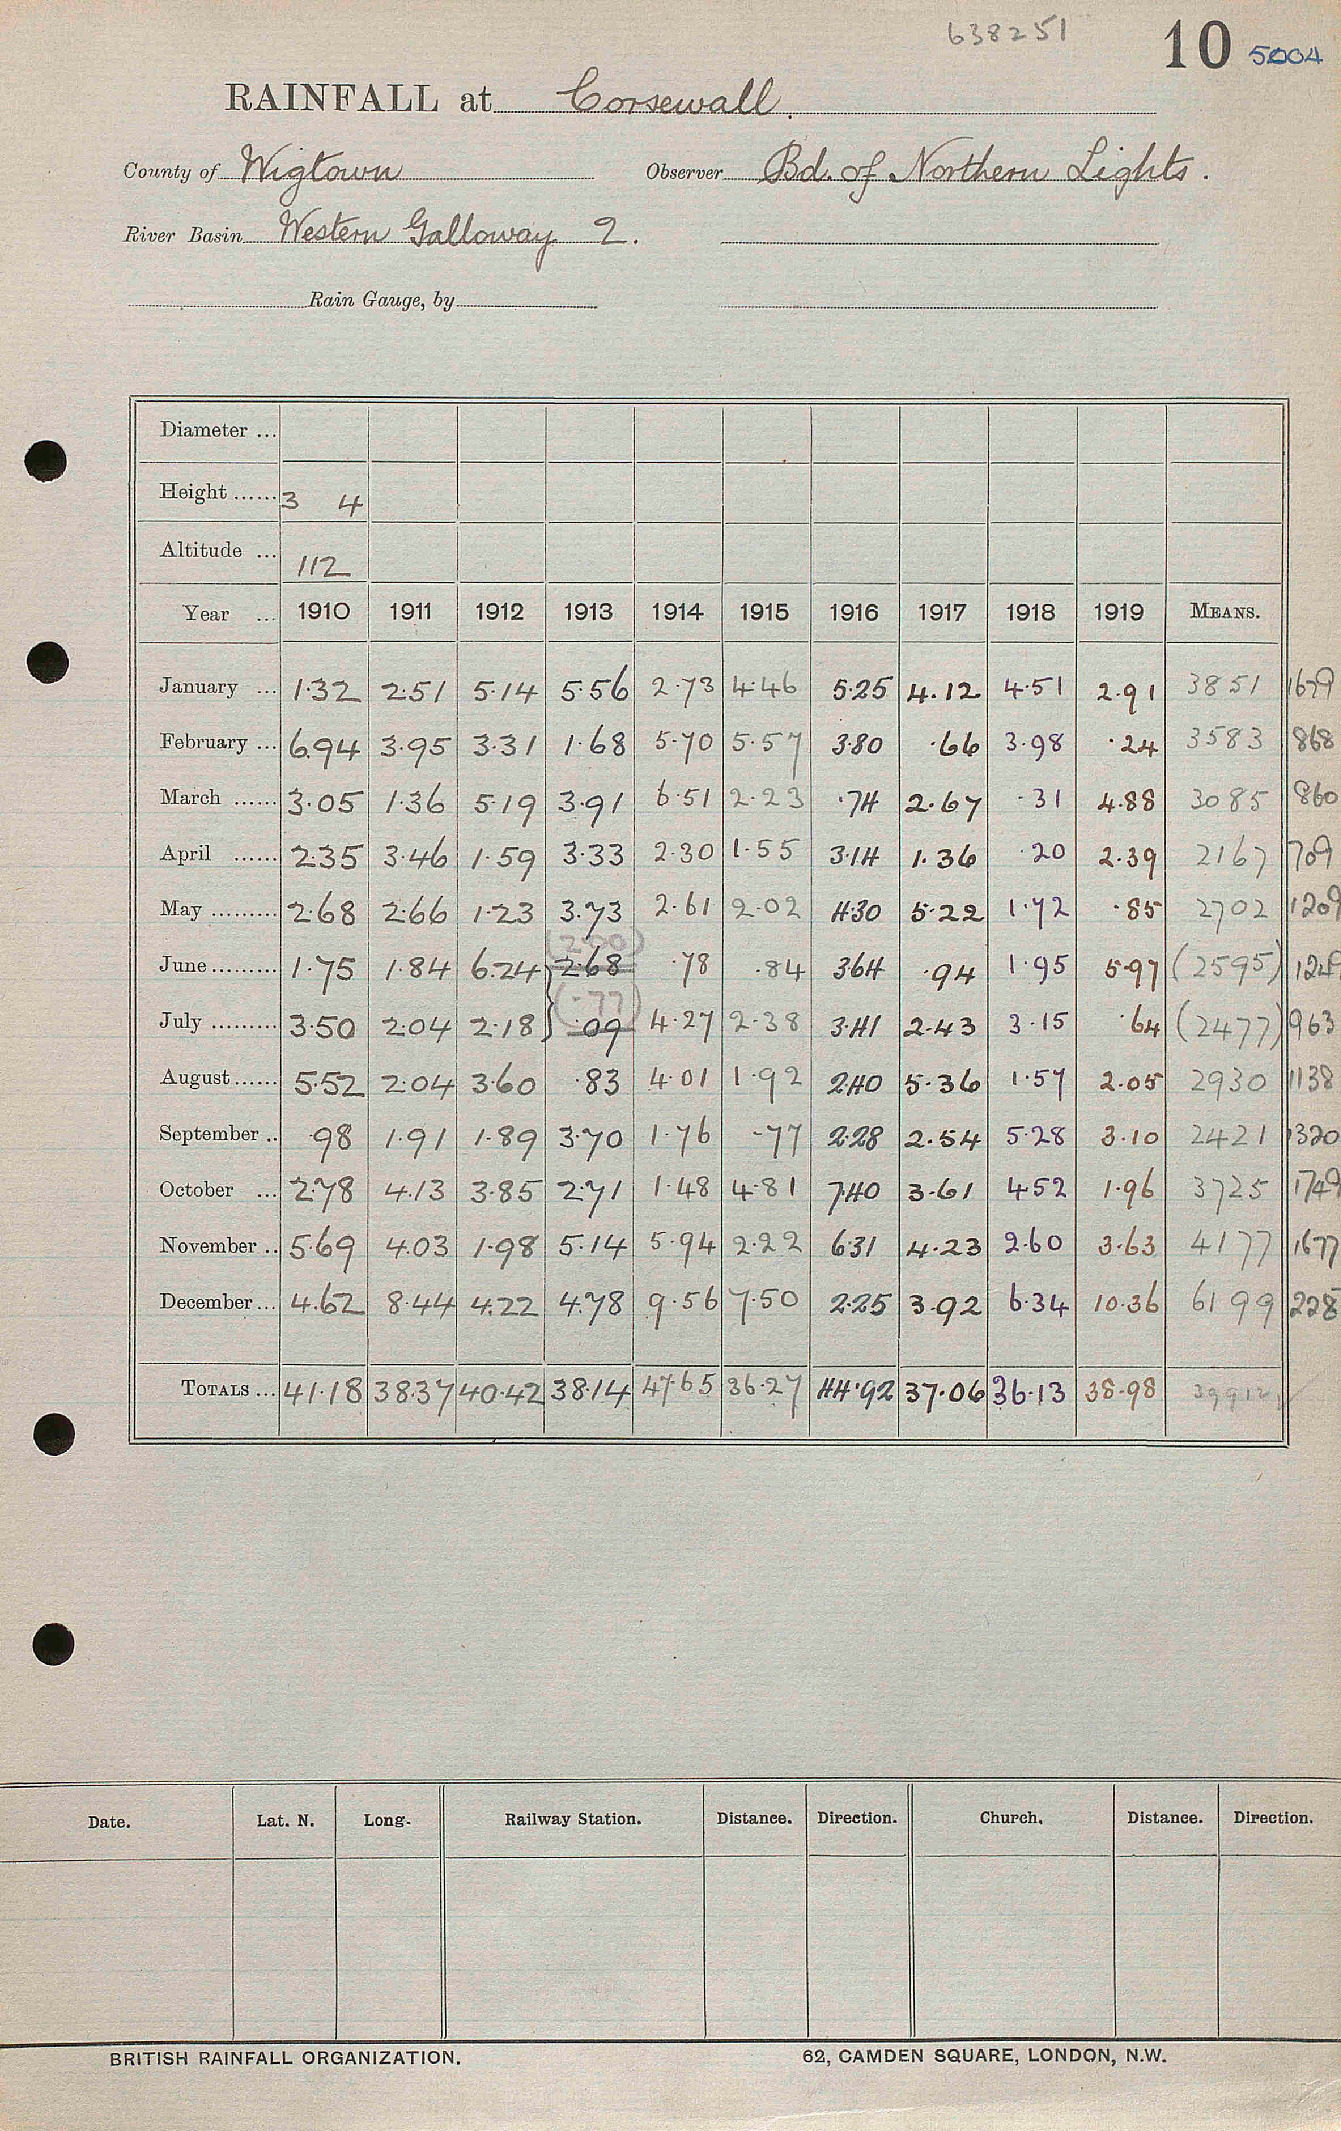 638251
10 5004
RAINFALL at Corsewall.
County of Wigtown Observer Bd. of Northern Lights.
River Basin Western Galloway 2.
Rain Gauge, by
Diameter ...
Height ...... 3 4
Altitude ... 112
Year ... 1910 1911 1912 1913 1914 1915 1916 1917 1918 1919 MEANS.
January ... 1.32 2.51 5.14 5.56 2.73 4.46 5.25 4.12 4.51 2.91 3851 1679
February ... 6.94 3.95 3.31 1.68 5.70 5.57 3.80 .66 3.98 .24 3583 868
March ...... 3.05 1.36 5.19 3.91 6.51 2.23 .74 2.67 .31 4.88 3085 860
April ...... 2.35 3.46 1.59 3.33 2.30 1.55 3.14 1.36 .20 2.39 2167 709
May ......... 2.68 2.66 1.23 3.73 2.61 2.02 4.30 5.22 1.72 .85 2702 1209
(2.00)
June ......... 1.75 1.84 6.24 2.68 .78 .84 3.64 .94 1.95 5.97 (2595)
(.77)
July ......... 3.50 2.04 2.18 .09 4.27 2.38 3.41 2.43 3.15 .64 (2477) 963
August ...... 5.52 2.04 3.60 .83 4.01 1.92 2.40 5.36 1.57 2.05 2930 1138
September .. .98 1.91 1.89 3.70 1.76 .77 2.28 2.54 5.28 3.10 2421 1320
October ... 2.78 4.13 3.85 2.71 1.48 4.81 7.40 3.61 4.52 1.96 3725 1749
November .. 5.69 4.03 1.98 5.14 5.94 2.22 6.31 4.23 2.60 3.63 4177 1677
December ... 4.62 8.44 4.22 4.78 9.56 7.50 2.25 3.92 6.34 10.36 6199
TOTALS ... 41.18 38.37 40.42 38.14 47.65 36.27 44.92 37.06 36.13 38.98
Date. Lat. N. Long. Railway Station. Distance. Direction. Church. Distance. Direction.
BRITISH RAINFALL ORGANIZATION. 62, CAMDEN SQUARE, LONDON, N.W.